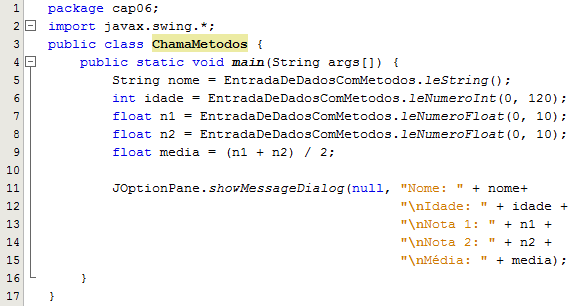 1 package cap06;
2 import javax.swing.*;
3 public class ChamaMetodos {
4 public static void main(String args[]) {
5 String nome = EntradaDeDadosComMetodos.leString();
6 int idade = EntradaDeDadosComMetodos.leNumeroInt(0, 120);
7 float n1 = EntradaDeDadosComMetodos.leNumeroFloat(0, 10);
8 float n2 = EntradaDeDadosComMetodos.leNumeroFloat(0, 10);
9 float media = (n1 + n2) / 2;
10
11 JOptionPane.showMessageDialog(null, "Nome: " + nome+
12 "\nIdade: " + idade +
13 "\nNota 1: " + n1 +
14 "\nNota 2: " + n2 +
15 "\nMédia: " + media);
16 }
17 }